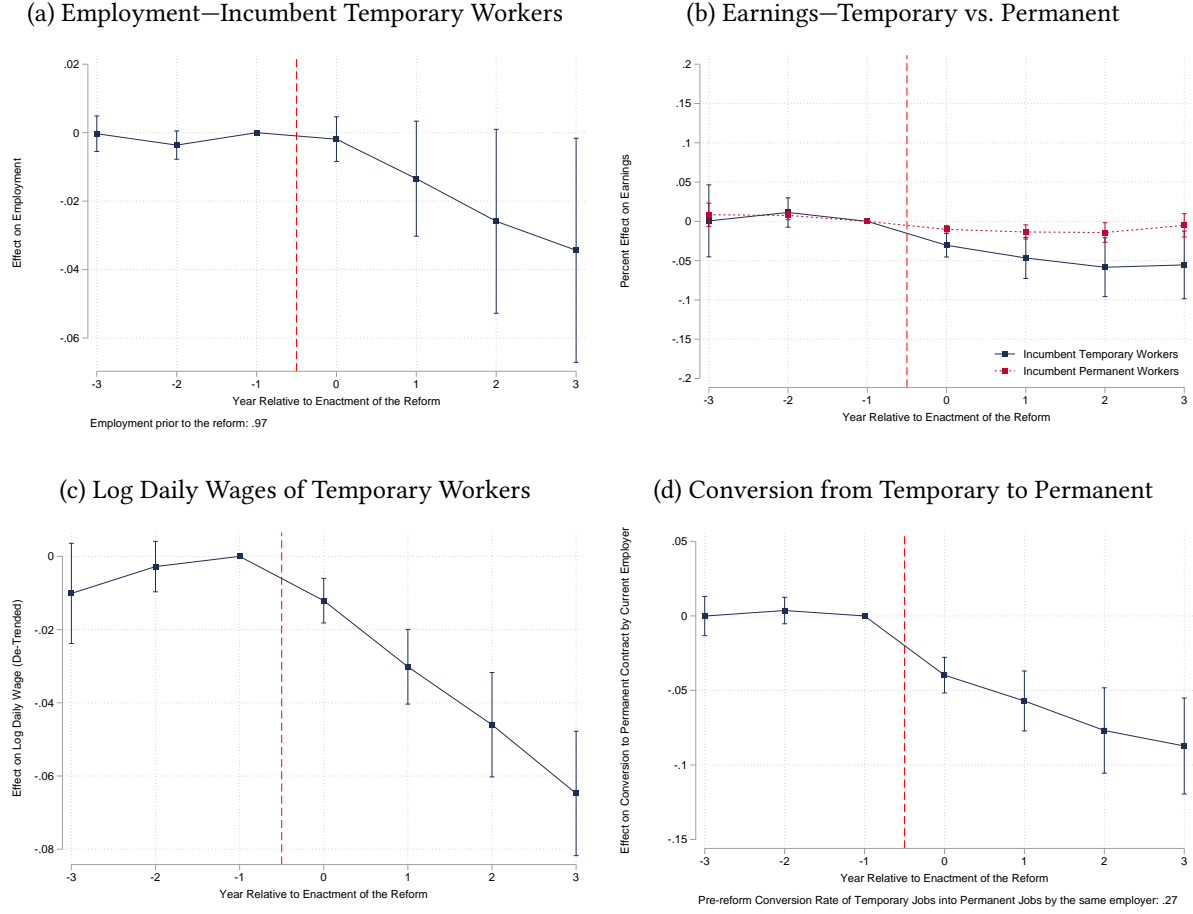 (a) Employment—Incumbent Temporary Workers
.02
0
-.02
-.04
-.06
Effect on Employment
-3 -2 -1 0 1 2 3
Year Relative to Enactment of the Reform
Employment prior to the reform: .97
(b) Earnings—Temporary vs. Permanent
.2
.15
.1
.05
0
-.05
-.1
-.15
-.2
Percent Effect on Earnings
Incumbent Temporary Workers
Incumbent Permanent Workers
-3 -2 -1 0 1 2 3
Year Relative to Enactment of the Reform
(c) Log Daily Wages of Temporary Workers
0
-.02
-.04
-.06
-.08
Effect on Log Daily Wage (De-Trended)
-3 -2 -1 0 1 2 3
Year Relative to Enactment of the Reform
(d) Conversion from Temporary to Permanent
.05
0
-.05
-.1
-.15
Effect on Conversion to Permanent Contract by Current Employer
-3 -2 -1 0 1 2 3
Year Relative to Enactment of the Reform
Pre-reform Conversion Rate of Temporary Jobs into Permanent Jobs by the same employer: .27